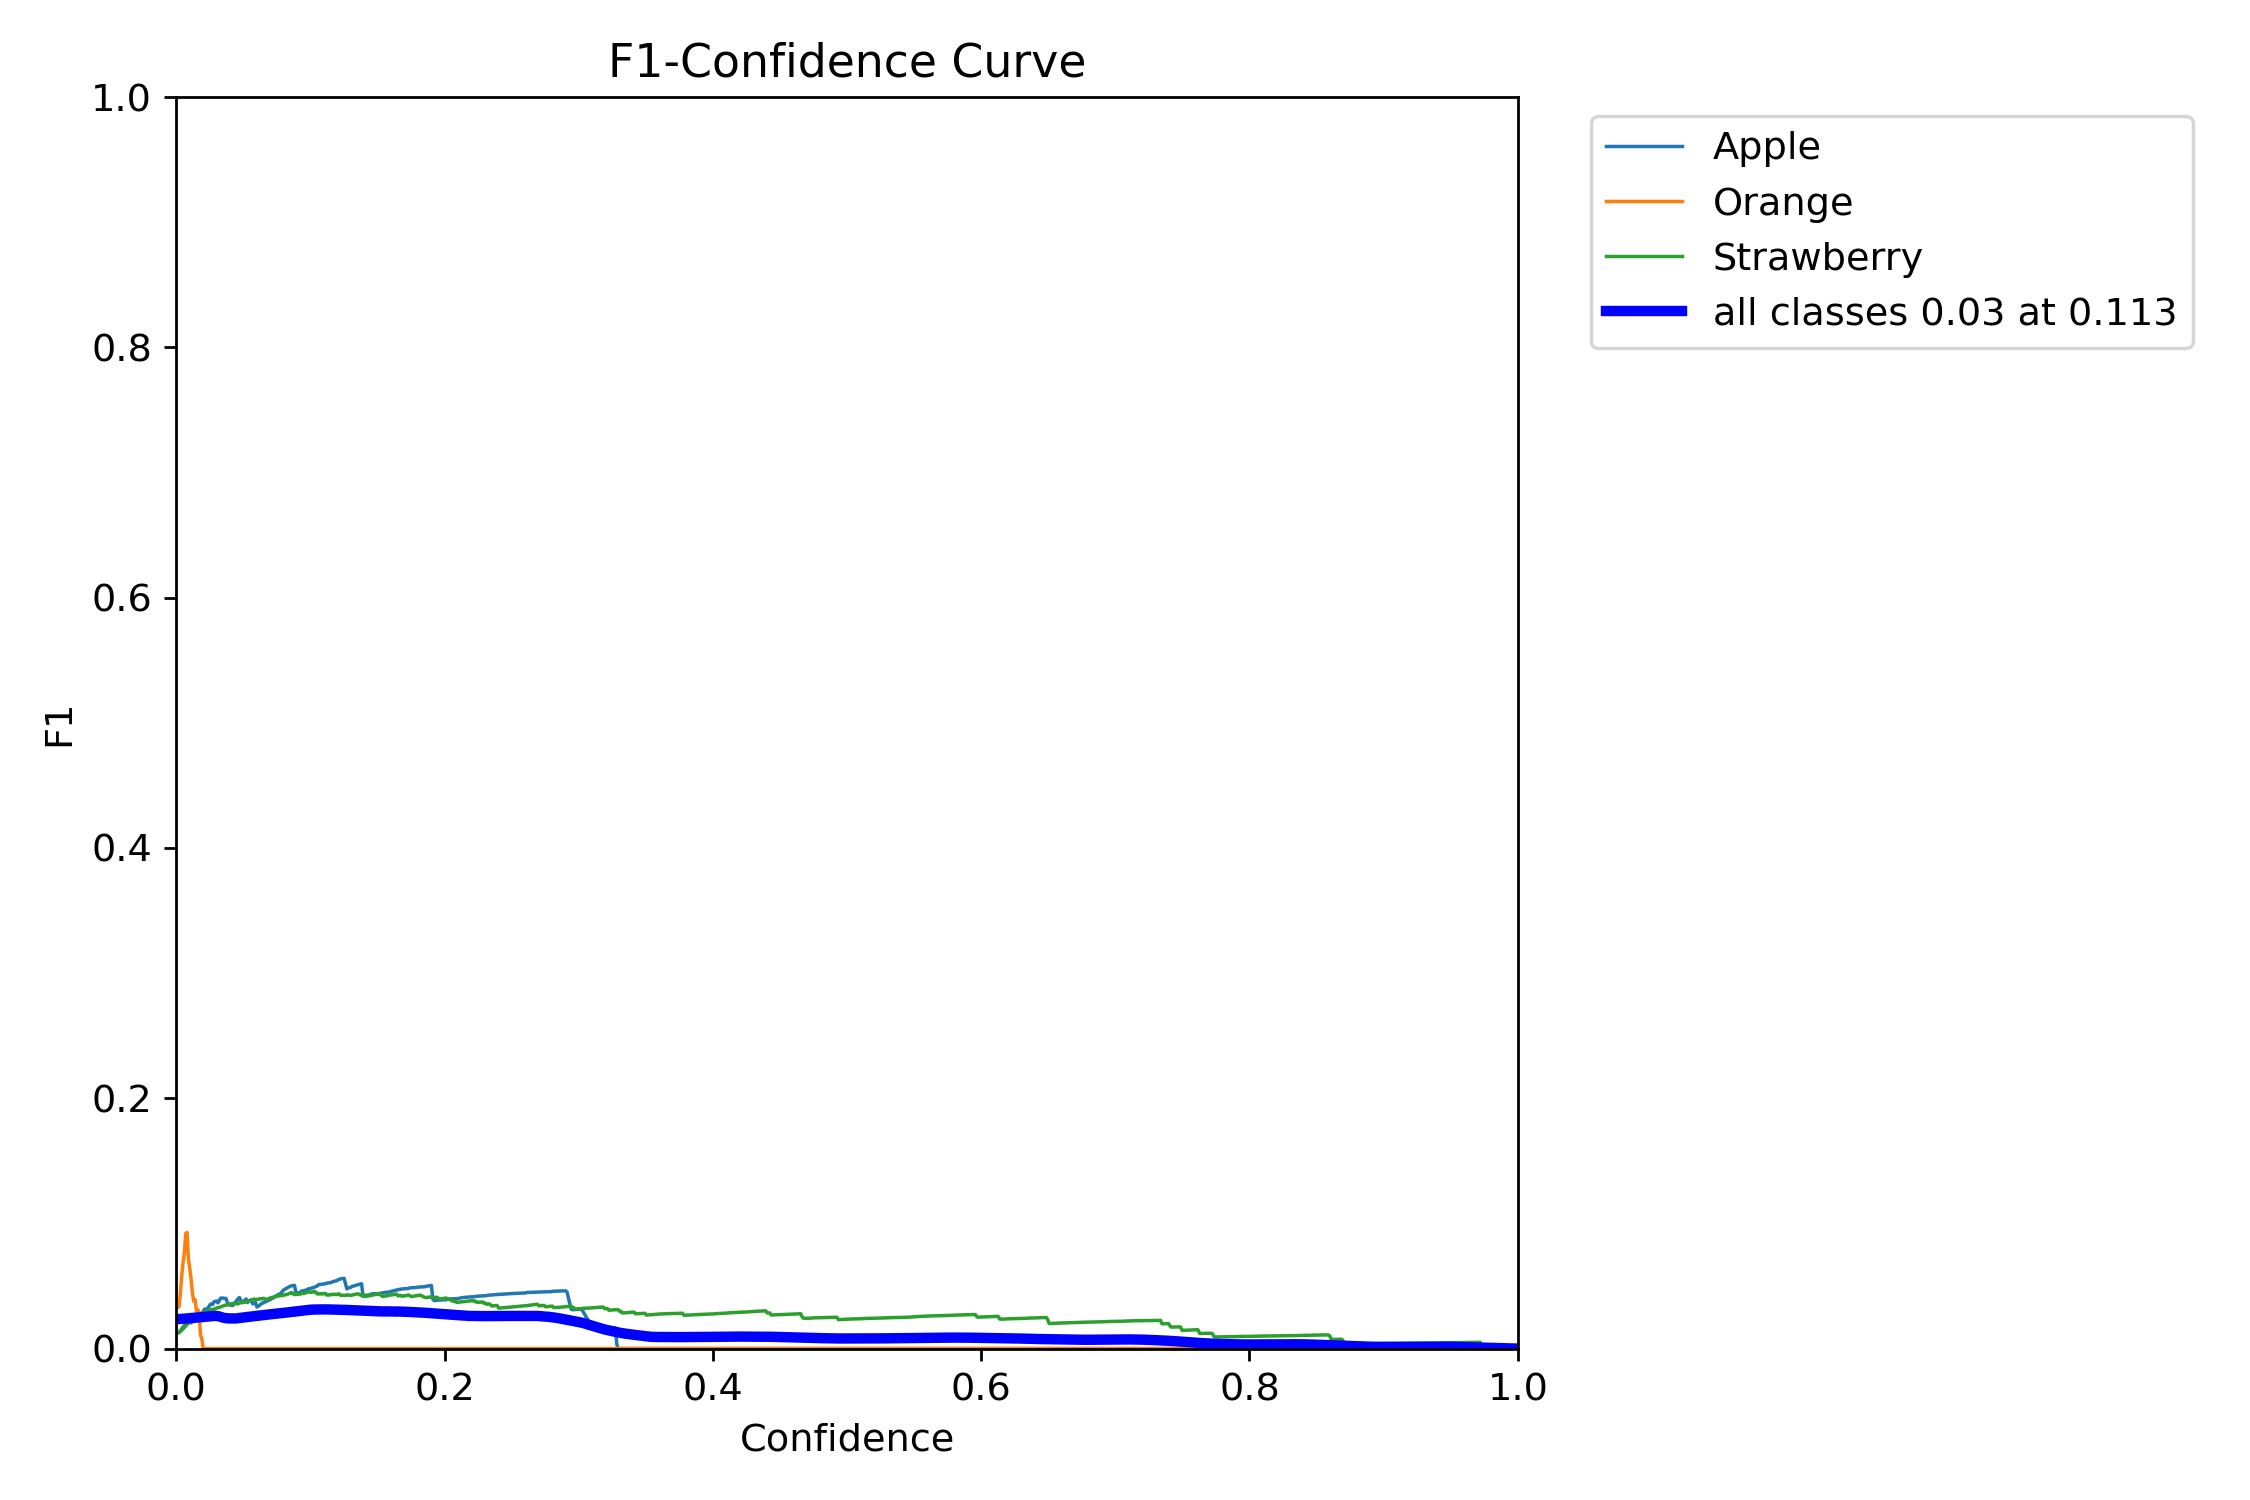 F1-Confidence Curve
1.0
0.8
0.6
0.4
0.2
0.0
F1
0.0 0.2 0.4 0.6 0.8 1.0
Confidence
Apple
Orange
Strawberry
all classes 0.03 at 0.113